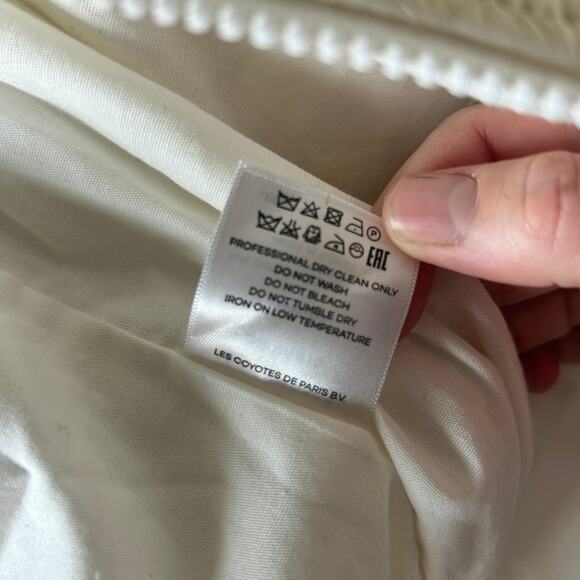 P
EAC
PROFESSIONAL DRY CLEAN ONLY
DO NOT WASH
DO NOT BLEACH
DO NOT TUMBLE DRY
IRON ON LOW TEMPERATURE
LES COYOTES DE PARIS B.V.